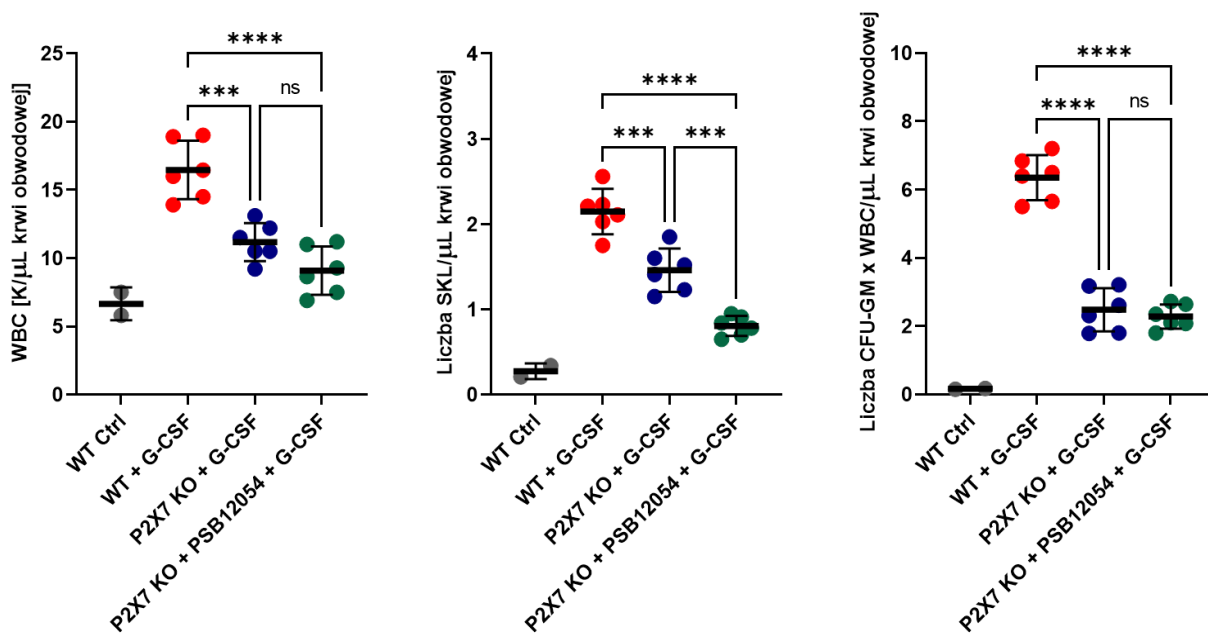 WBC [K/μL krwi obwodowej]
25
20
15
10
5
0
****
***
ns
WT Ctrl
WT + G-CSF
P2X7 KO + G-CSF
P2X7 KO + PSB12054 + G-CSF
Liczba SKL/μL krwi obwodowej
4
3
2
1
0
****
***
***
WT Ctrl
WT + G-CSF
P2X7 KO + G-CSF
P2X7 KO + PSB12054 + G-CSF
Liczba CFU-GM x WBC/μL krwi obwodowej
10
8
6
4
2
0
****
****
ns
WT Ctrl
WT + G-CSF
P2X7 KO + G-CSF
P2X7 KO + PSB12054 + G-CSF